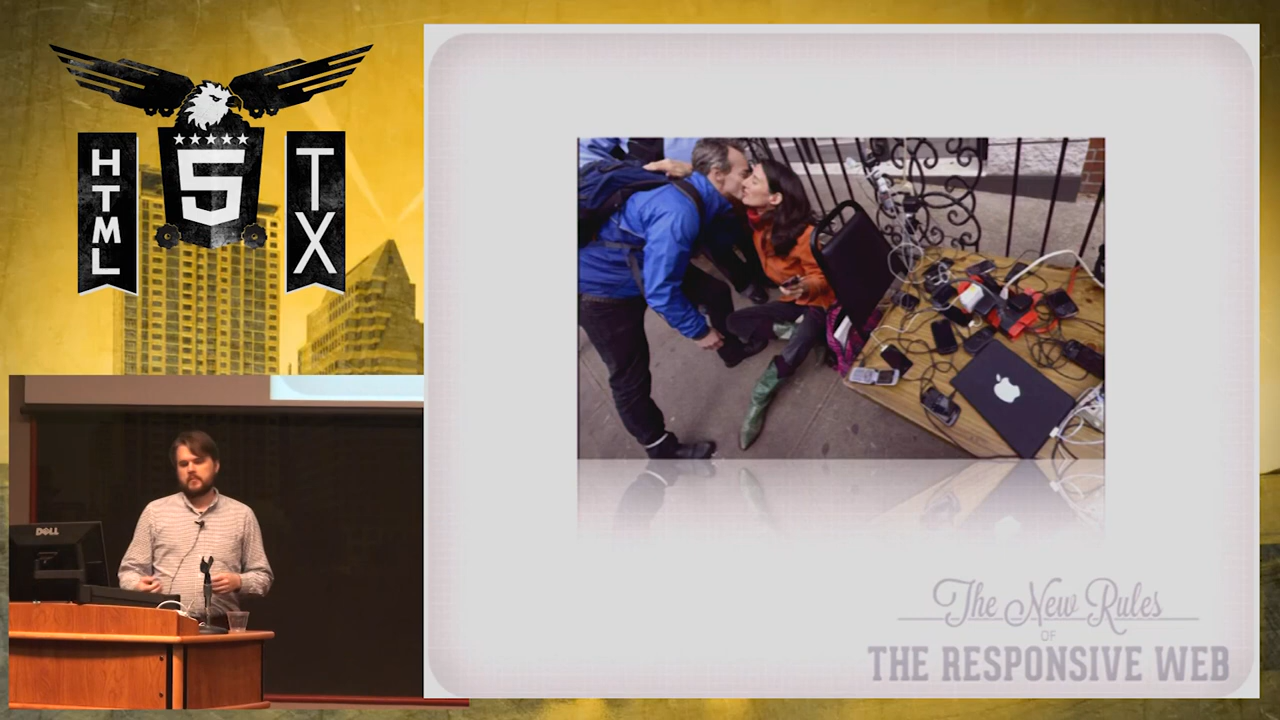 HTML
5
TX
DELL
The New Rules
OF
THE RESPONSIVE WEB